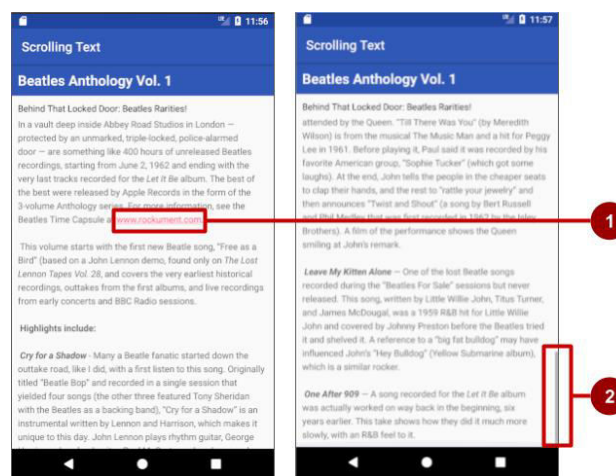 11:56
Scrolling Text
Beatles Anthology Vol. 1
Behind That Locked Door: Beatles Rarities!
In a vault deep inside Abbey Road Studios in London —
protected by an unmarked, triple-locked, police-alarmed
door — are something like 400 hours of unreleased Beatles
recordings, starting from June 2, 1962 and ending with the
very last tracks recorded for the Let It Be album. The best of
the best were released by Apple Records in the form of the
3-volume Anthology series. For more information, see the
Beatles Time Capsule at www.rockument.com.
This volume starts with the first new Beatle song, "Free as a
Bird" (based on a John Lennon demo, found only on The Lost
Lennon Tapes Vol. 28, and covers the very earliest historical
recordings, outtakes from the first albums, and live recordings
from early concerts and BBC Radio sessions.
Highlights include:
Cry for a Shadow - Many a Beatle fanatic started down the
outtake road, like I did, with a first listen to this song. Originally
titled "Beatle Bop" and recorded in a single session that
yielded four songs (the other three featured Tony Sheridan
with the Beatles as a backing band), "Cry for a Shadow" is an
instrumental written by Lennon and Harrison, which makes it
unique to this day. John Lennon plays rhythm guitar, George
11:57
Scrolling Text
Beatles Anthology Vol. 1
Behind That Locked Door: Beatles Rarities!
attended by the Queen. "Till There Was You" (by Meredith
Wilson) is from the musical The Music Man and a hit for Peggy
Lee in 1961. Before playing it, Paul said it was recorded by his
favorite American group, "Sophie Tucker" (which got some
laughs). At the end, John tells the people in the cheaper seats
to clap their hands, and the rest to "rattle your jewelry" and
then announces "Twist and Shout" (a song by Bert Russell
and Phil Medley that was first recorded in 1962 by the Isley
Brothers). A film of the performance shows the Queen
smiling at John's remark.
Leave My Kitten Alone — One of the lost Beatle songs
recorded during the "Beatles For Sale" sessions but never
released. This song, written by Little Willie John, Titus Turner,
and James McDougal, was a 1959 R&B hit for Little Willie
John and covered by Johnny Preston before the Beatles tried
it and shelved it. A reference to a "big fat bulldog" may have
influenced John's "Hey Bulldog" (Yellow Submarine album),
which is a similar rocker.
One After 909 — A song recorded for the Let It Be album
was actually worked on way back in the beginning, six
years earlier. This take shows how they did it much more
slowly, with an R&B feel to it.
1
2